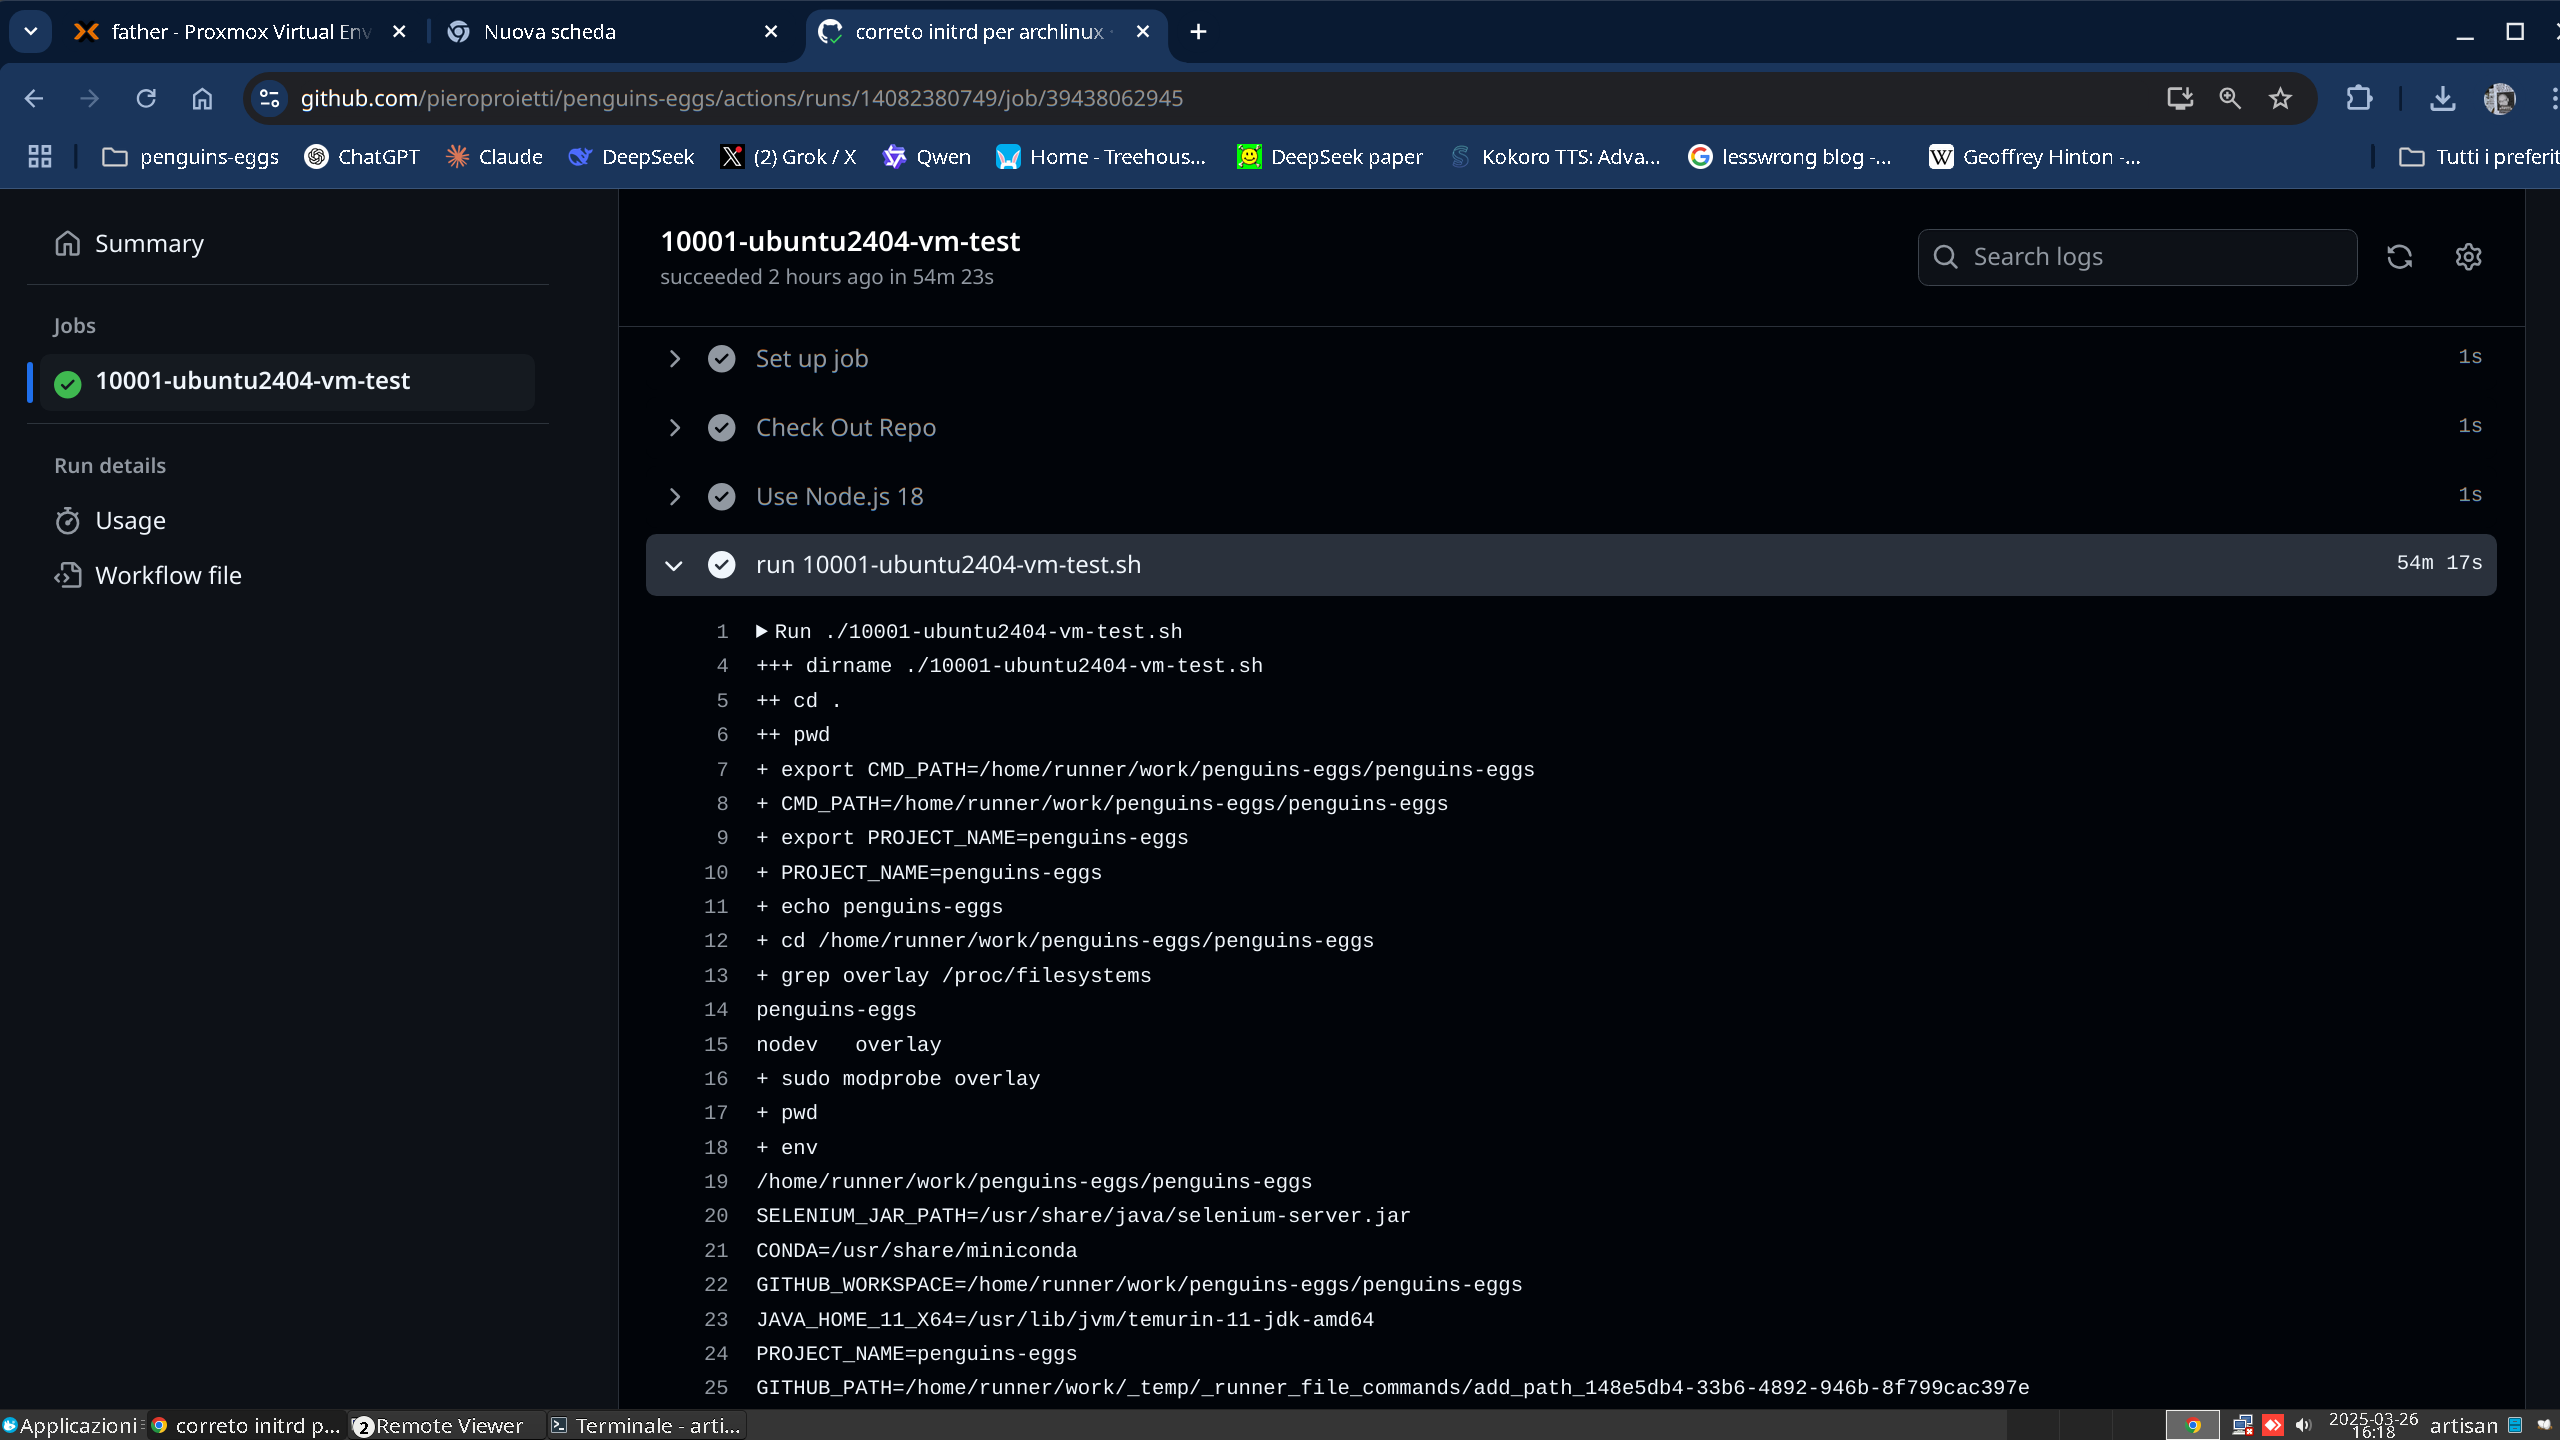 father - Proxmox Virtual Env
Nuova scheda
correto initrd per archlinux ·
github.com/pieroproietti/penguins-eggs/actions/runs/14082380749/job/39438062945
penguins-eggs
ChatGPT
Claude
DeepSeek
(2) Grok / X
Qwen
Home - Treehous...
DeepSeek paper
Kokoro TTS: Adva...
lesswrong blog -...
Geoffrey Hinton -...
Tutti i preferit
Summary
Jobs
10001-ubuntu2404-vm-test
Run details
Usage
Workflow file
10001-ubuntu2404-vm-test
succeeded 2 hours ago in 54m 23s
Search logs
Set up job 1s
Check Out Repo 1s
Use Node.js 18 1s
run 10001-ubuntu2404-vm-test.sh 54m 17s
1 Run ./10001-ubuntu2404-vm-test.sh
4 +++ dirname ./10001-ubuntu2404-vm-test.sh
5 ++ cd .
6 ++ pwd
7 + export CMD_PATH=/home/runner/work/penguins-eggs/penguins-eggs
8 + CMD_PATH=/home/runner/work/penguins-eggs/penguins-eggs
9 + export PROJECT_NAME=penguins-eggs
10 + PROJECT_NAME=penguins-eggs
11 + echo penguins-eggs
12 + cd /home/runner/work/penguins-eggs/penguins-eggs
13 + grep overlay /proc/filesystems
14 penguins-eggs
15 nodev   overlay
16 + sudo modprobe overlay
17 + pwd
18 + env
19 /home/runner/work/penguins-eggs/penguins-eggs
20 SELENIUM_JAR_PATH=/usr/share/java/selenium-server.jar
21 CONDA=/usr/share/miniconda
22 GITHUB_WORKSPACE=/home/runner/work/penguins-eggs/penguins-eggs
23 JAVA_HOME_11_X64=/usr/lib/jvm/temurin-11-jdk-amd64
24 PROJECT_NAME=penguins-eggs
25 GITHUB_PATH=/home/runner/work/_temp/_runner_file_commands/add_path_148e5db4-33b6-4892-946b-8f799cac397e
Applicazioni
correto initrd p...
2 Remote Viewer
Terminale - arti...
2025-03-26
16:18
artisan